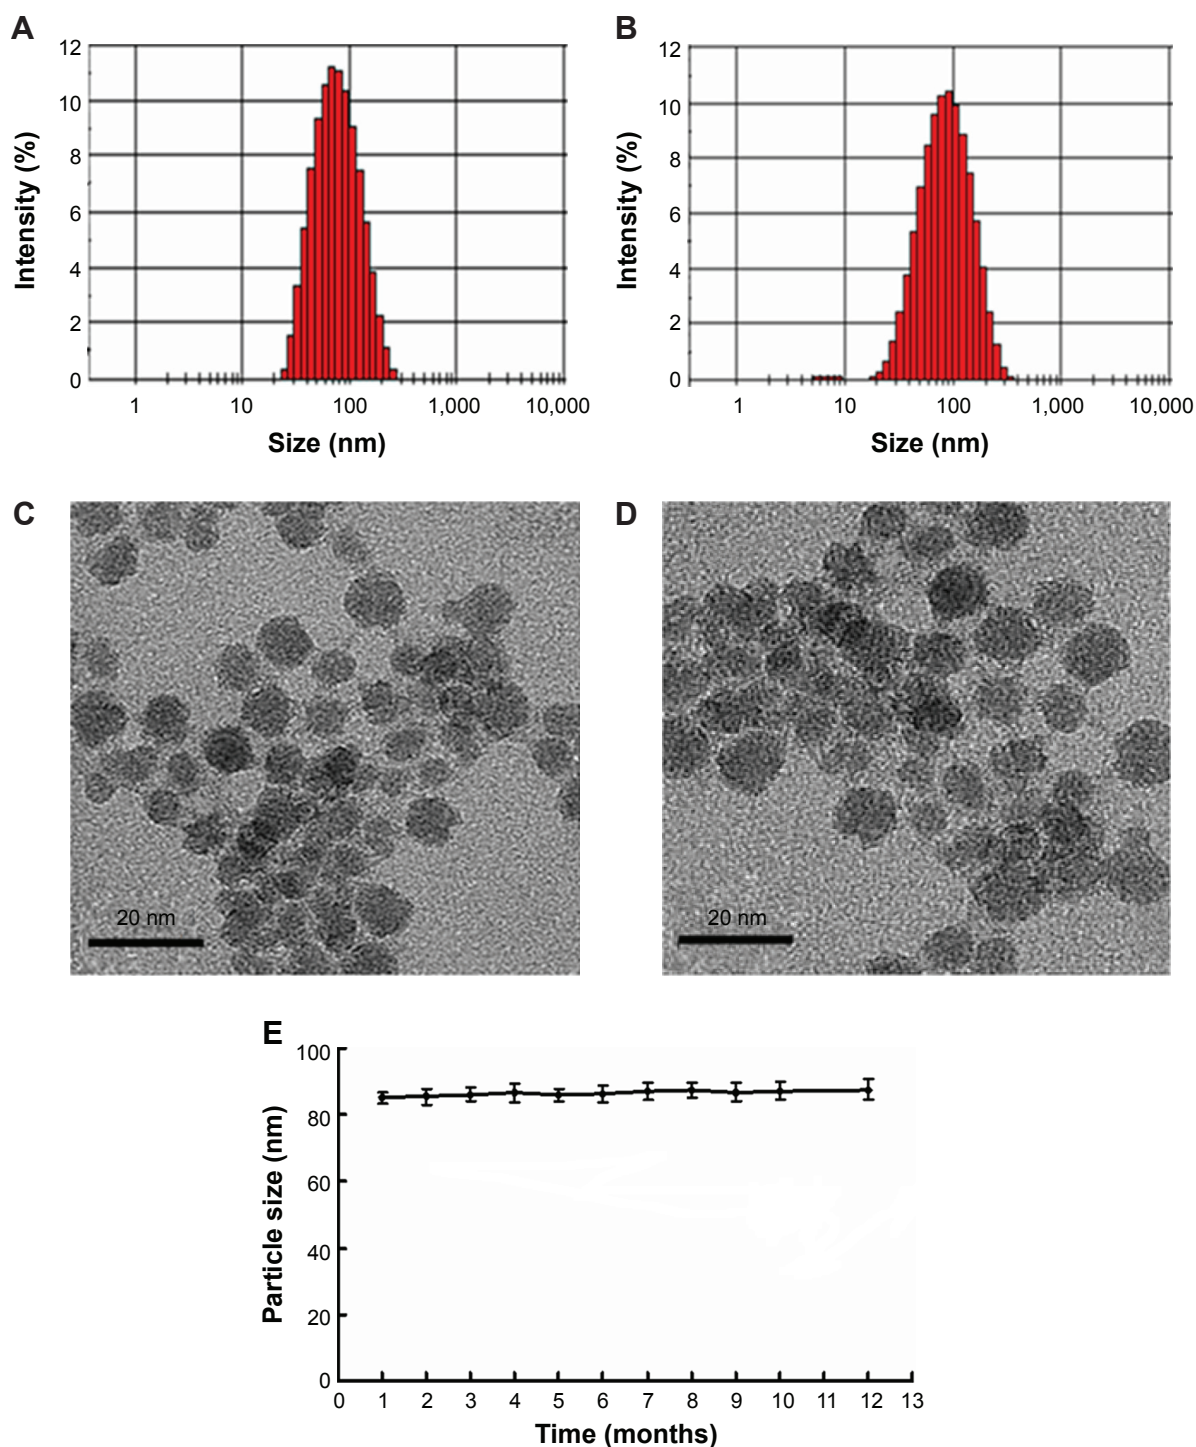 A
Intensity (%)
12
10
8
6
4
2
0
1 10 100 1,000 10,000
Size (nm)
B
Intensity (%)
12
10
8
6
4
2
0
1 10 100 1,000 10,000
Size (nm)
C
20 nm
D
20 nm
E
Particle size (nm)
100
80
60
40
20
0
0 1 2 3 4 5 6 7 8 9 10 11 12 13
Time (months)